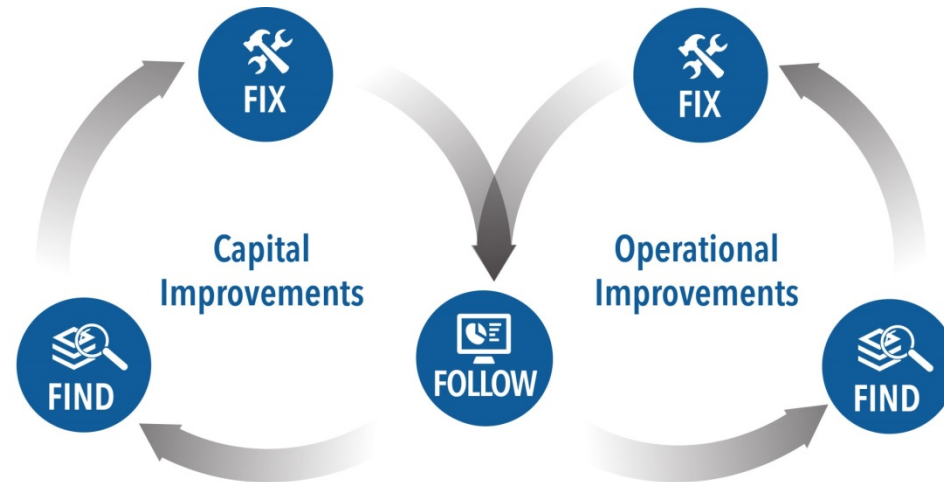 FIX
FIX
Capital
Improvements
Operational
Improvements
FIND
FOLLOW
FIND